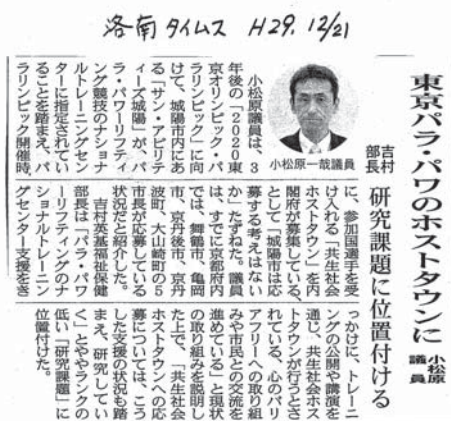 洛南タイムス H29. 12/21
東京パラ・パワのホストタウンに
小松原議員
吉村部長
研究課題に位置付ける
小松原一哉議員
小松原議員は、3
年後の「2020東
京オリンピック・パ
ラリンピック」に向
けて、城陽市内にあ
る「サン・アビリテ
ィーズ城陽」が、パ
ラ・パワーリフティ
ング競技のナショナ
ルトレーニングセン
ターに指定されてい
ることを踏まえ、パ
ラリンピック開催時、
に、参加国選手を受
け入れる「共生社会
ホストタウン」を内
閣府が募集している、
として「城陽市は応
募する考えはない
か」たずねた。議員
は、すでに京都府内
では、舞鶴市、亀岡
市、京丹後市、京丹
波町、大山崎町の5
市長が応募している
状況だと紹介した。
吉村英基福祉保健
部長は「パラ・パワ
ーリフティングのナ
ショナルトレーニン
グセンター支援をき
っかけに、トレーニ
ングの公開や講演を
通じ、共生社会ホス
トタウンが行うとさ
れている、心のバリ
アフリーへの取り組
みや市民との交流を
進めている」と現状
の取り組みを説明し
た上で、「共生社会
ホストタウンへの応
募については、こう
した支援の状況も踏
まえ、研究してい
く」とややランクの
低い「研究課題」に
位置付けた。